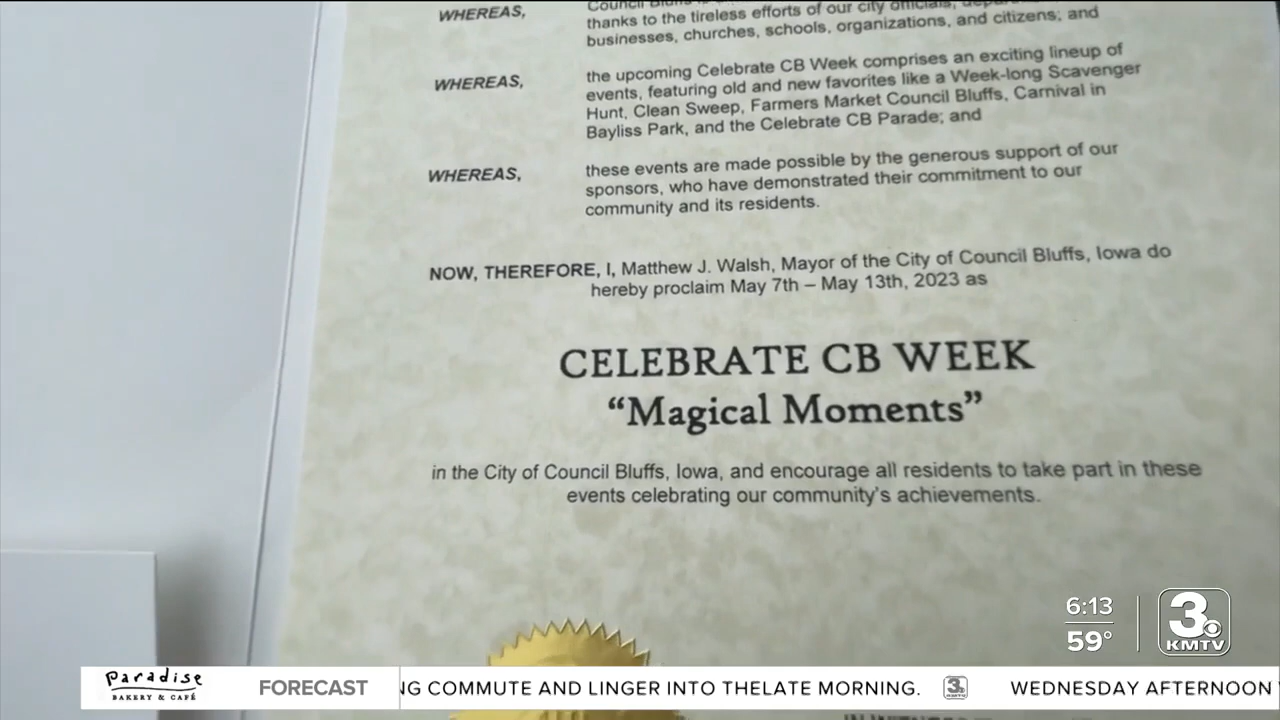 WHEREAS,
Council Bluffs is
thanks to the tireless efforts of our city officials,
businesses, churches, schools, organizations, and citizens; and
WHEREAS,
the upcoming Celebrate CB Week comprises an exciting lineup of
events, featuring old and new favorites like a Week-long Scavenger
Hunt, Clean Sweep, Farmers Market Council Bluffs, Carnival in
Bayliss Park, and the Celebrate CB Parade; and
WHEREAS,
these events are made possible by the generous support of our
sponsors, who have demonstrated their commitment to our
community and its residents.
NOW, THEREFORE, I, Matthew J. Walsh, Mayor of the City of Council Bluffs, Iowa do
hereby proclaim May 7th – May 13th, 2023 as
CELEBRATE CB WEEK
“Magical Moments”
in the City of Council Bluffs, Iowa, and encourage all residents to take part in these
events celebrating our community's achievements.
6:13
59°
3
KMTV
Paradise
BAKERY & CAFÉ
FORECAST
NG COMMUTE AND LINGER INTO THELATE MORNING.
3
WEDNESDAY AFTERNOON